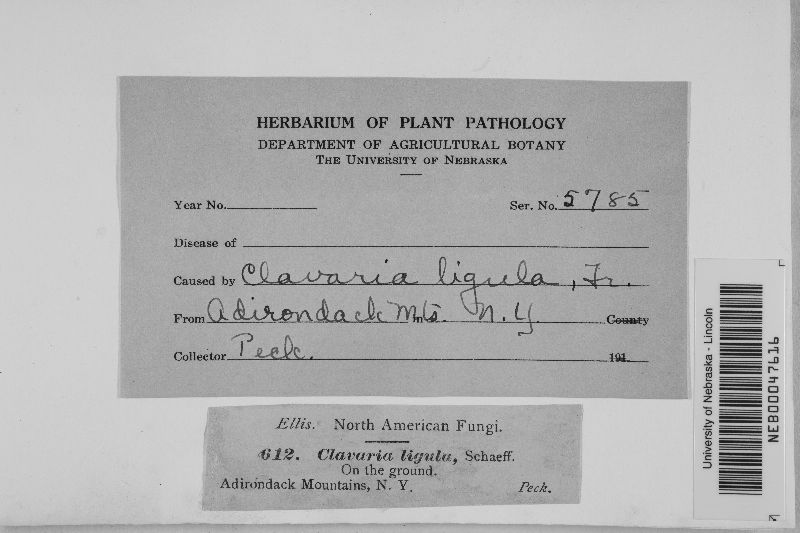 HERBARIUM OF PLANT PATHOLOGY
DEPARTMENT OF AGRICULTURAL BOTANY
THE UNIVERSITY OF NEBRASKA
Year No. Ser. No. 5785
Disease of
Caused by Clavaria ligula, Fr.
From Adirondack Mts. N. Y. County
Collector Peck. 191
Ellis. North American Fungi.
612. Clavaria ligula, Schaeff.
On the ground.
Adirondack Mountains, N. Y. Peck.
University of Nebraska - Lincoln
NEB00047616